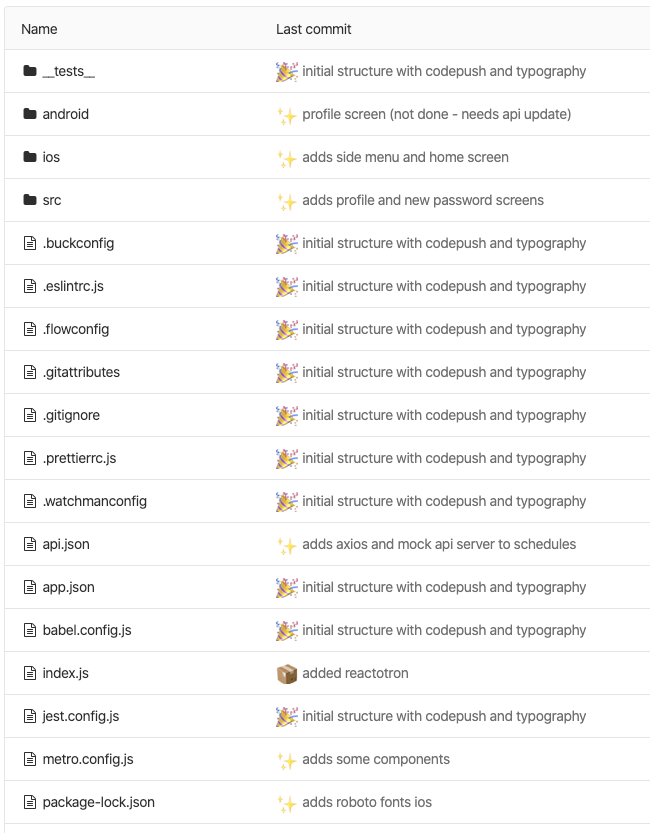 Name Last commit
__tests__ initial structure with codepush and typography
android profile screen (not done - needs api update)
ios adds side menu and home screen
src adds profile and new password screens
.buckconfig initial structure with codepush and typography
.eslintrc.js initial structure with codepush and typography
.flowconfig initial structure with codepush and typography
.gitattributes initial structure with codepush and typography
.gitignore initial structure with codepush and typography
.prettierrc.js initial structure with codepush and typography
.watchmanconfig initial structure with codepush and typography
api.json adds axios and mock api server to schedules
app.json initial structure with codepush and typography
babel.config.js initial structure with codepush and typography
index.js added reactotron
jest.config.js initial structure with codepush and typography
metro.config.js adds some components
package-lock.json adds roboto fonts ios